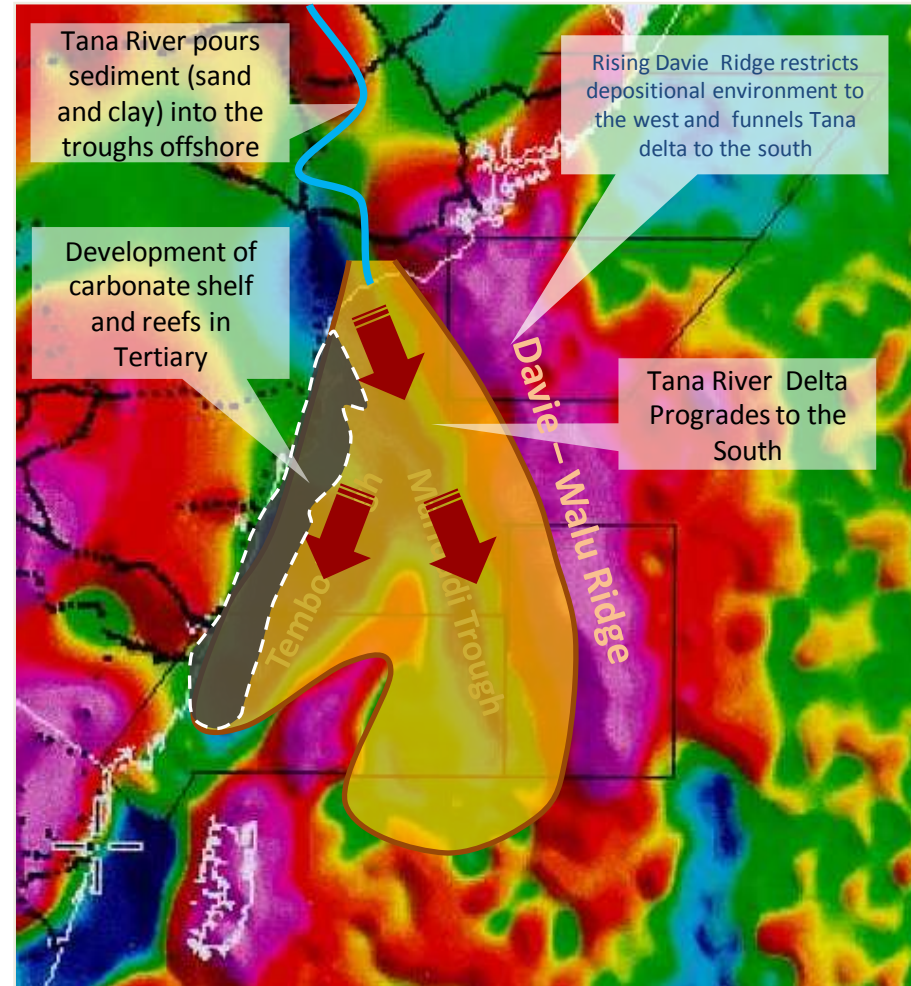 Tana River pours
sediment (sand
and clay) into the
troughs offshore
Rising Davie Ridge restricts
depositional environment to
the west and funnels Tana
delta to the south
Development of
carbonate shelf
and reefs in
Tertiary
Davie – Walu Ridge
Tana River Delta
Progrades to the
South
Tembo
Trough